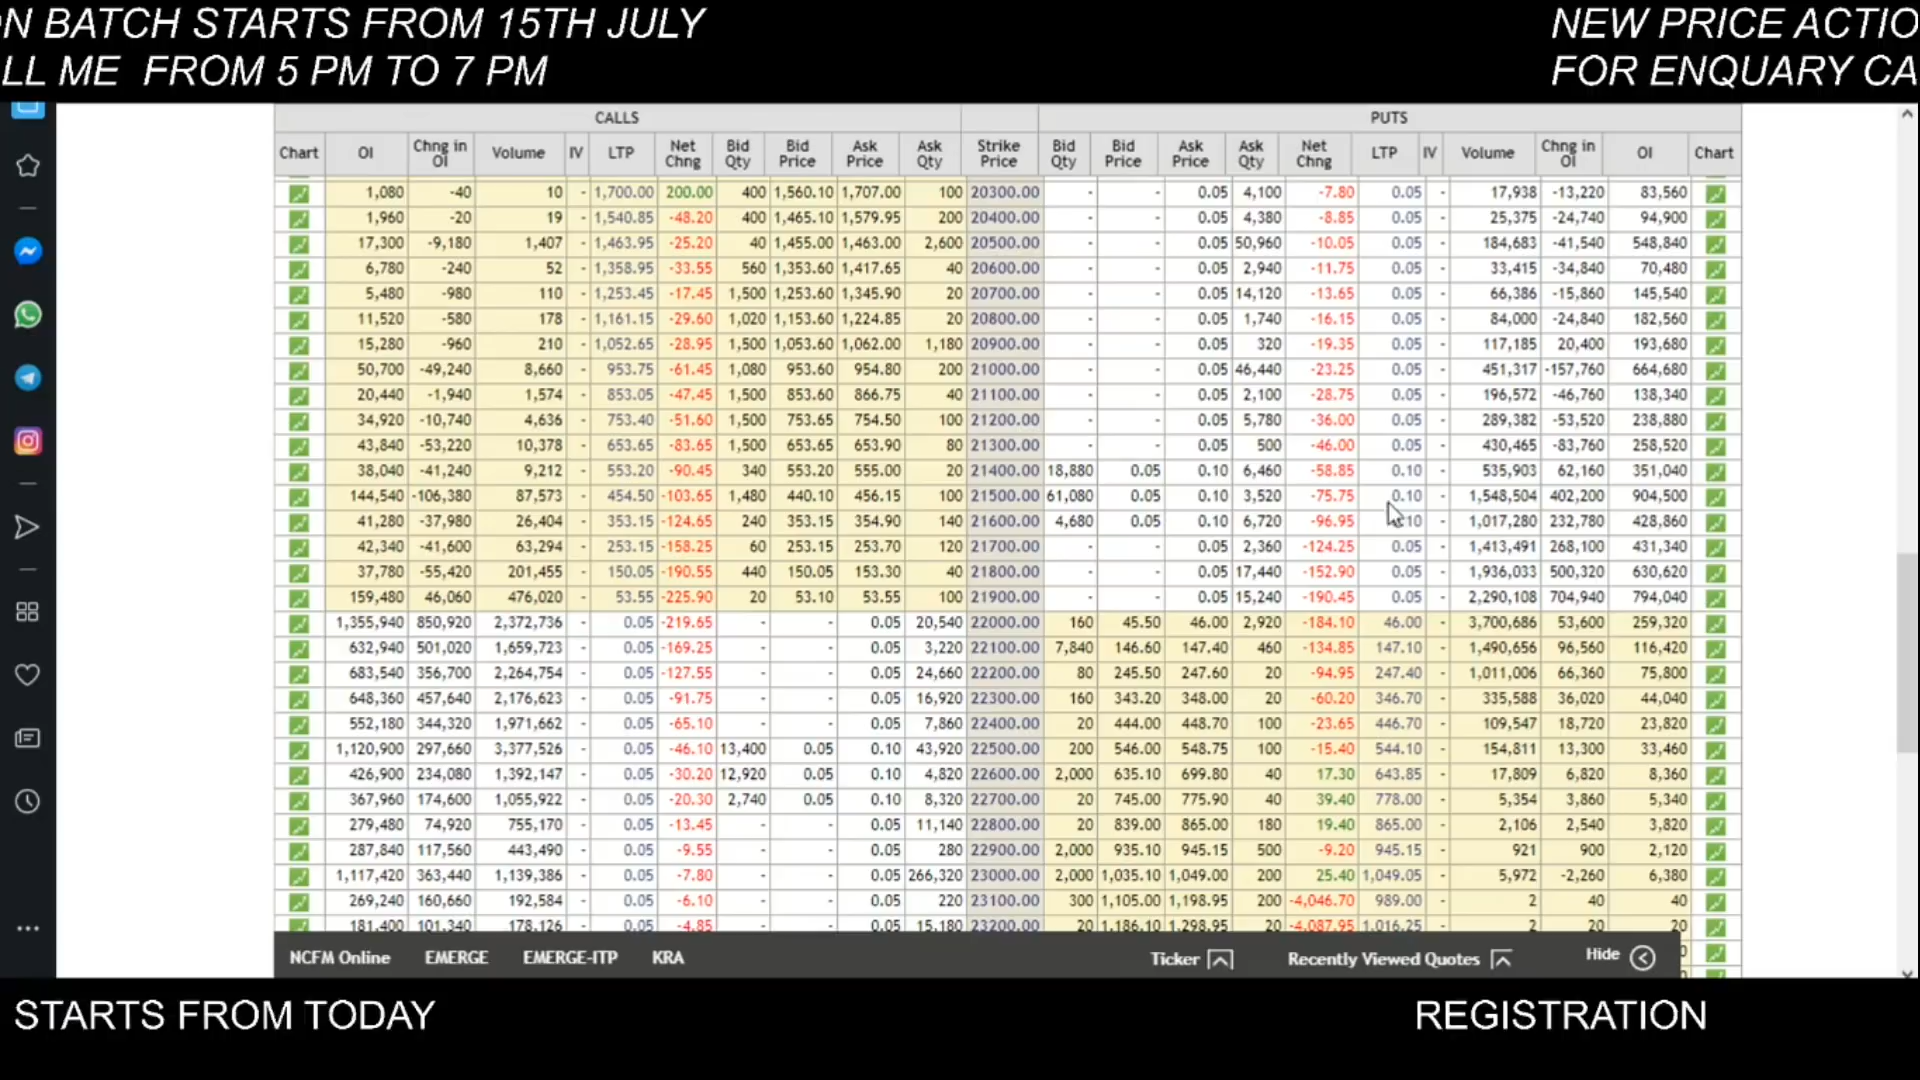 N BATCH STARTS FROM 15TH JULY NEW PRICE ACTIO
LL ME FROM 5 PM TO 7 PM FOR ENQUARY CA
CALLS PUTS
Chart OI Chng in OI Volume IV LTP Net Chng Bid Qty Bid Price Ask Price Ask Qty Strike Price Bid Qty Bid Price Ask Price Ask Qty Net Chng LTP IV Volume Chng in OI OI Chart
1,080 -40 10 - 1,700.00 200.00 400 1,560.10 1,707.00 100 20300.00 - - 0.05 4,100 -7.80 0.05 - 17,938 -13,220 83,560
1,960 -20 19 - 1,540.85 -48.20 400 1,465.10 1,579.95 200 20400.00 - - 0.05 4,380 -8.85 0.05 - 25,375 -24,740 94,900
17,300 -9,180 1,407 - 1,463.95 -25.20 40 1,455.00 1,463.00 2,600 20500.00 - - 0.05 50,960 -10.05 0.05 - 184,683 -41,540 548,840
6,780 -240 52 - 1,358.95 -33.55 560 1,353.60 1,417.65 40 20600.00 - - 0.05 2,940 -11.75 0.05 - 33,415 -34,840 70,480
5,480 -980 110 - 1,253.45 -17.45 1,500 1,253.60 1,345.90 20 20700.00 - - 0.05 14,120 -13.65 0.05 - 66,386 -15,860 145,540
11,520 -580 178 - 1,161.15 -29.60 1,020 1,153.60 1,224.85 20 20800.00 - - 0.05 1,740 -16.15 0.05 - 84,000 -24,840 182,560
15,280 -960 210 - 1,052.65 -28.95 1,500 1,053.60 1,062.00 1,180 20900.00 - - 0.05 320 -19.35 0.05 - 117,185 20,400 193,680
50,700 -49,240 8,660 - 953.75 -61.45 1,080 953.60 954.80 200 21000.00 - - 0.05 46,440 -23.25 0.05 - 451,317 -157,760 664,680
20,440 -1,940 1,574 - 853.05 -47.45 1,500 853.60 866.75 40 21100.00 - - 0.05 2,100 -28.75 0.05 - 196,572 -46,760 138,340
34,920 -10,740 4,636 - 753.40 -51.60 1,500 753.65 754.50 100 21200.00 - - 0.05 5,780 -36.00 0.05 - 289,382 -53,520 238,880
43,840 -53,220 10,378 - 653.65 -83.65 1,500 653.65 653.90 80 21300.00 - - 0.05 500 -46.00 0.05 - 430,465 -83,760 258,520
38,040 -41,240 9,212 - 553.20 -90.45 340 553.20 555.00 20 21400.00 18,880 0.05 0.10 6,460 -58.85 0.10 - 535,903 62,160 351,040
144,540 -106,380 87,573 - 454.50 -103.65 1,480 440.10 456.15 100 21500.00 61,080 0.05 0.10 3,520 -75.75 0.10 - 1,548,504 402,200 904,500
41,280 -37,980 26,404 - 353.15 -124.65 240 353.15 354.90 140 21600.00 4,680 0.05 0.10 6,720 -96.95 - 1,017,280 232,780 428,860
42,340 -41,600 63,294 - 253.15 -158.25 60 253.15 253.70 120 21700.00 - - 0.05 2,360 -124.25 0.05 - 1,413,491 268,100 431,340
37,780 -55,420 201,455 - 150.05 -190.55 440 150.05 153.30 40 21800.00 - - 0.05 17,440 -152.90 0.05 - 1,936,033 500,320 630,620
159,480 46,060 476,020 - 53.55 -225.90 20 53.10 53.55 100 21900.00 - - 0.05 15,240 -190.45 0.05 - 2,290,108 704,940 794,040
1,355,940 850,920 2,372,736 - 0.05 -219.65 - - 0.05 20,540 22000.00 160 45.50 46.00 2,920 -184.10 46.00 - 3,700,686 53,600 259,320
632,940 501,020 1,659,723 - 0.05 -169.25 - - 0.05 3,220 22100.00 7,840 146.60 147.40 460 -134.85 147.10 - 1,490,656 96,560 116,420
683,540 356,700 2,264,754 - 0.05 -127.55 - - 0.05 24,660 22200.00 80 245.50 247.60 20 -94.95 247.40 - 1,011,006 66,360 75,800
648,360 457,640 2,176,623 - 0.05 -91.75 - - 0.05 16,920 22300.00 160 343.20 348.00 20 -60.20 346.70 - 335,588 36,020 44,040
552,180 344,320 1,971,662 - 0.05 -65.10 - - 0.05 7,860 22400.00 20 444.00 448.70 100 -23.65 446.70 - 109,547 18,720 23,820
1,120,900 297,660 3,377,526 - 0.05 -46.10 13,400 0.05 0.10 43,920 22500.00 200 546.00 548.75 100 -15.40 544.10 - 154,811 13,300 33,460
426,900 234,080 1,392,147 - 0.05 -30.20 12,920 0.05 0.10 4,820 22600.00 2,000 635.10 699.80 40 17.30 643.85 - 17,809 6,820 8,360
367,960 174,600 1,055,922 - 0.05 -20.30 2,740 0.05 0.10 8,320 22700.00 20 745.00 775.90 40 39.40 778.00 - 5,354 3,860 5,340
279,480 74,920 755,170 - 0.05 -13.45 - - 0.05 11,140 22800.00 20 839.00 865.00 180 19.40 865.00 - 2,106 2,540 3,820
287,840 117,560 443,490 - 0.05 -9.55 - - 0.05 280 22900.00 2,000 935.10 945.15 500 -9.20 945.15 - 921 900 2,120
1,117,420 363,440 1,139,386 - 0.05 -7.80 - - 0.05 266,320 23000.00 2,000 1,035.10 1,049.00 200 25.40 1,049.05 - 5,972 -2,260 6,380
269,240 160,660 192,584 - 0.05 -6.10 - - 0.05 220 23100.00 300 1,105.00 1,198.95 200 -4,046.70 989.00 - 2 40 40
181,400 101,340 178,126 - 0.05 -4.85 - - 0.05 15,180 23200.00 20 1,186.10 1,298.95 20 -4,087.95 1,016.25 - 2 20 20
NCFM Online EMERGE EMERGE-ITP KRA Ticker Recently Viewed Quotes Hide
STARTS FROM TODAY REGISTRATION